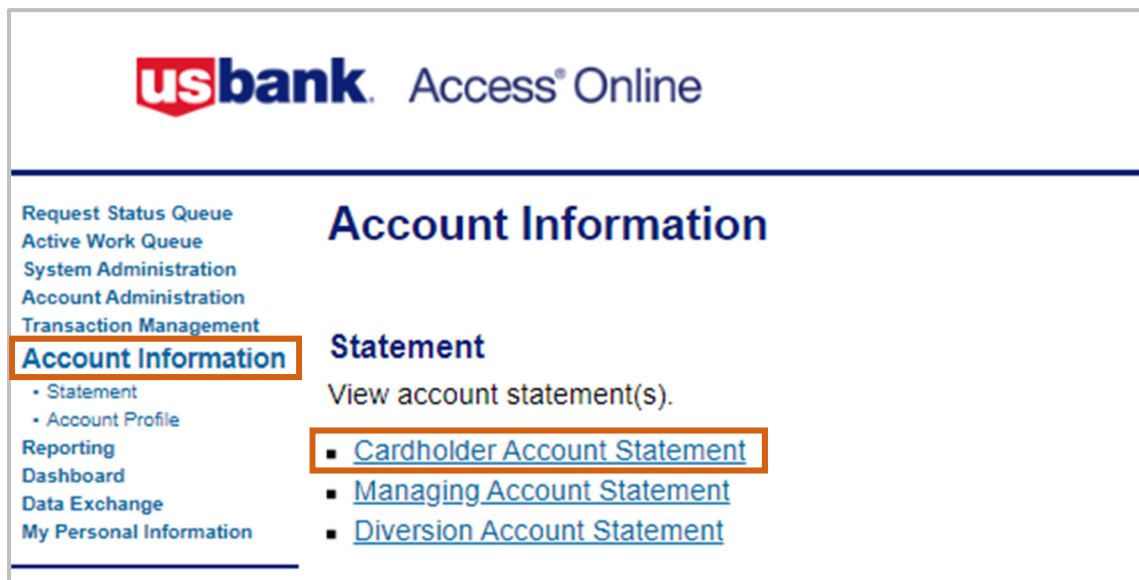 usbank. Access® Online
Request Status Queue
Active Work Queue
System Administration
Account Administration
Transaction Management
Account Information
• Statement
• Account Profile
Reporting
Dashboard
Data Exchange
My Personal Information
Account Information
Statement
View account statement(s).
▪ Cardholder Account Statement
▪ Managing Account Statement
▪ Diversion Account Statement